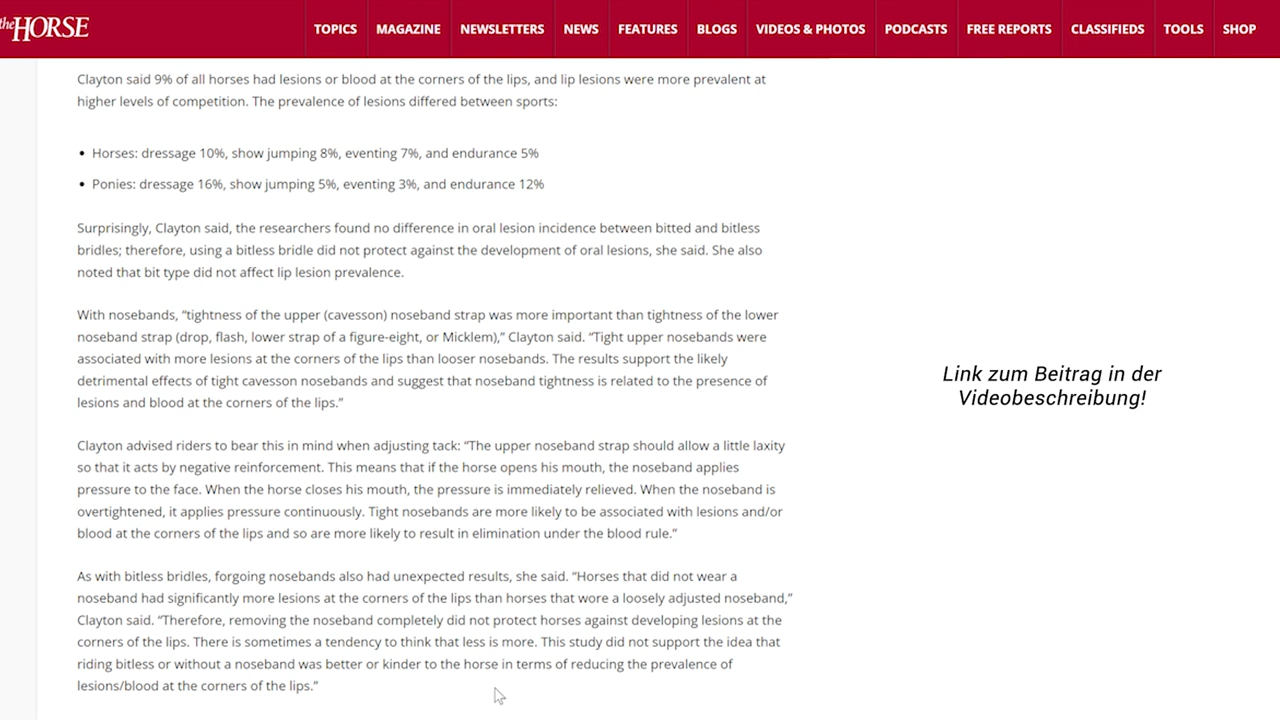 the HORSE
TOPICS MAGAZINE NEWSLETTERS NEWS FEATURES BLOGS VIDEOS & PHOTOS PODCASTS FREE REPORTS CLASSIFIEDS TOOLS SHOP
Clayton said 9% of all horses had lesions or blood at the corners of the lips, and lip lesions were more prevalent at
higher levels of competition. The prevalence of lesions differed between sports:
• Horses: dressage 10%, show jumping 8%, eventing 7%, and endurance 5%
• Ponies: dressage 16%, show jumping 5%, eventing 3%, and endurance 12%
Surprisingly, Clayton said, the researchers found no difference in oral lesion incidence between bitted and bitless
bridles; therefore, using a bitless bridle did not protect against the development of oral lesions, she said. She also
noted that bit type did not affect lip lesion prevalence.
With nosebands, “tightness of the upper (cavesson) noseband strap was more important than tightness of the lower
noseband strap (drop, flash, lower strap of a figure-eight, or Micklem),” Clayton said. “Tight upper nosebands were
associated with more lesions at the corners of the lips than looser nosebands. The results support the likely
detrimental effects of tight cavesson nosebands and suggest that noseband tightness is related to the presence of
lesions and blood at the corners of the lips.”
Clayton advised riders to bear this in mind when adjusting tack: “The upper noseband strap should allow a little laxity
so that it acts by negative reinforcement. This means that if the horse opens his mouth, the noseband applies
pressure to the face. When the horse closes his mouth, the pressure is immediately relieved. When the noseband is
overtightened, it applies pressure continuously. Tight nosebands are more likely to be associated with lesions and/or
blood at the corners of the lips and so are more likely to result in elimination under the blood rule.”
As with bitless bridles, forgoing nosebands also had unexpected results, she said. “Horses that did not wear a
noseband had significantly more lesions at the corners of the lips than horses that wore a loosely adjusted noseband,”
Clayton said. “Therefore, removing the noseband completely did not protect horses against developing lesions at the
corners of the lips. There is sometimes a tendency to think that less is more. This study did not support the idea that
riding bitless or without a noseband was better or kinder to the horse in terms of reducing the prevalence of
lesions/blood at the corners of the lips.”
Link zum Beitrag in der
Videobeschreibung!